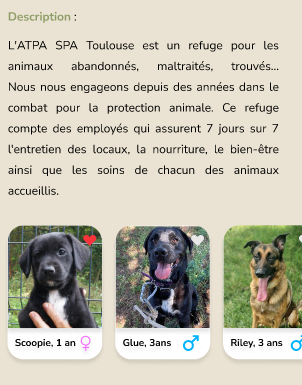 Description :
L'ATPA SPA Toulouse est un refuge pour les
animaux abandonnés, maltraités, trouvés...
Nous nous engageons depuis des années dans le
combat pour la protection animale. Ce refuge
compte des employés qui assurent 7 jours sur 7
l'entretien des locaux, la nourriture, le bien-être
ainsi que les soins de chacun des animaux
accueillis.
Scoopie, 1 an ♀
Luge, 3ans ♂
Riley, 3 ans ♂